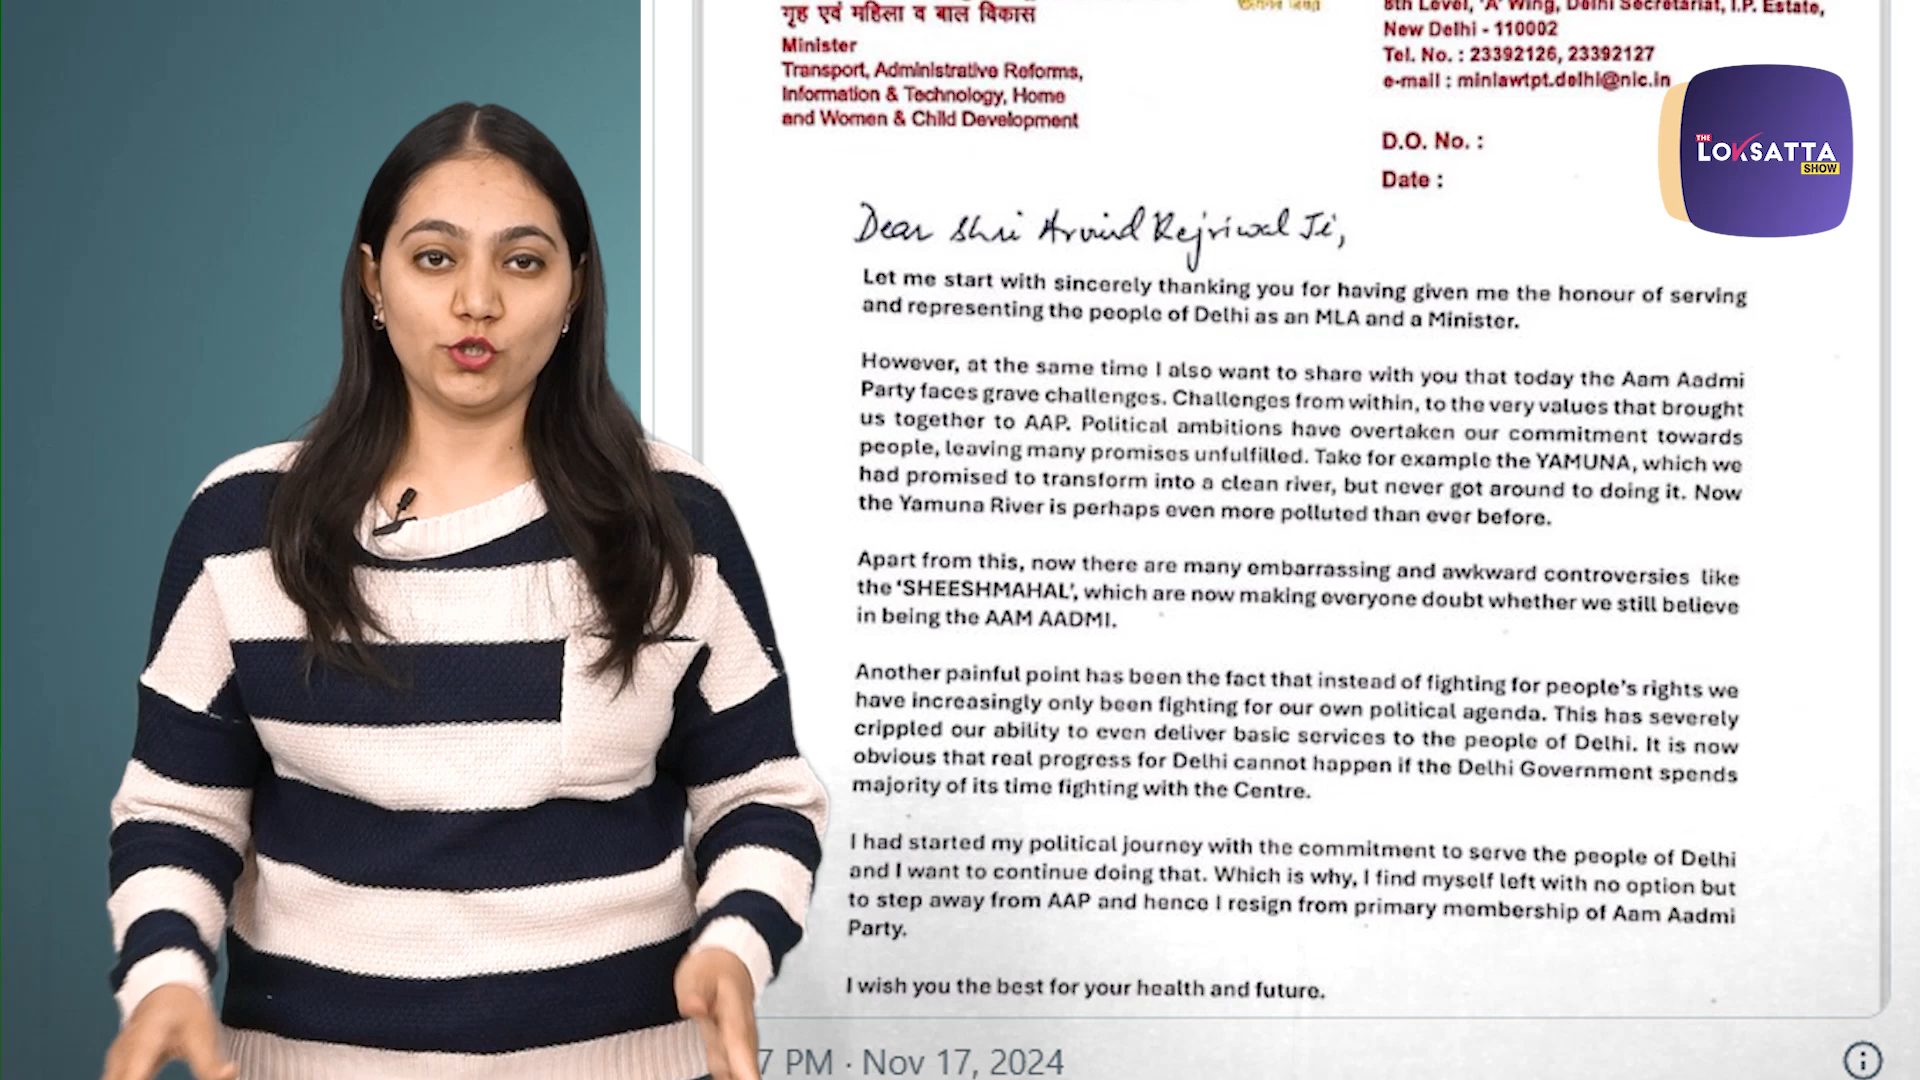 गृह एवं महिला व बाल विकास
Minister
Transport, Administrative Reforms,
Information & Technology, Home
and Women & Child Development
8th Level, 'A' Wing, Delhi Secretariat, I.P. Estate,
New Delhi - 110002
Tel. No. : 23392126, 23392127
e-mail : minlawtpt.delhi@nic.in
D.O. No. :
Date :
THE
LOKSATTA
SHOW
Dear Shri Arvind Kejriwal Ji,
Let me start with sincerely thanking you for having given me the honour of serving
and representing the people of Delhi as an MLA and a Minister.
However, at the same time I also want to share with you that today the Aam Aadmi
Party faces grave challenges. Challenges from within, to the very values that brought
us together to AAP. Political ambitions have overtaken our commitment towards
people, leaving many promises unfulfilled. Take for example the YAMUNA, which we
had promised to transform into a clean river, but never got around to doing it. Now
the Yamuna River is perhaps even more polluted than ever before.
Apart from this, now there are many embarrassing and awkward controversies like
the 'SHEESHMAHAL', which are now making everyone doubt whether we still believe
in being the AAM AADMI.
Another painful point has been the fact that instead of fighting for people's rights we
have increasingly only been fighting for our own political agenda. This has severely
crippled our ability to even deliver basic services to the people of Delhi. It is now
obvious that real progress for Delhi cannot happen if the Delhi Government spends
majority of its time fighting with the Centre.
I had started my political journey with the commitment to serve the people of Delhi
and I want to continue doing that. Which is why, I find myself left with no option but
to step away from AAP and hence I resign from primary membership of Aam Aadmi
Party.
I wish you the best for your health and future.
7 PM · Nov 17, 2024